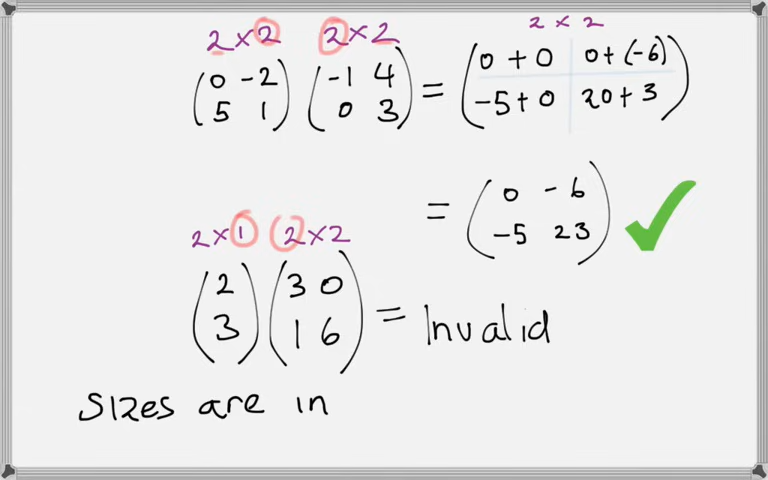 2×2 2×2 2×2
(0 -2) (-1 4) = (0 + 0 0+(-6))
(5 1) (0 3) (-5+0 20+3)
= (0 -6)
(-5 23)
2×1 2×2
(2) (3 0) = Invalid
(3) (1 6)
Sizes are in